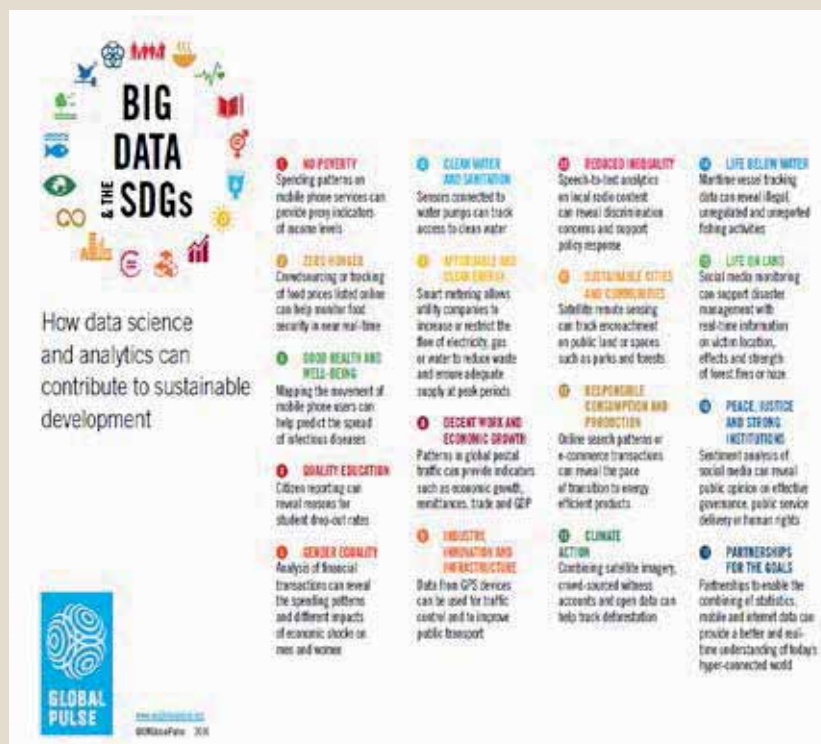 BIG
DATA
& THE SDGs
How data science
and analytics can
contribute to sustainable
development
GLOBAL
PULSE
1 NO POVERTY
Spending patterns on
mobile phone services can
provide proxy indicators
of income levels
2 ZERO HUNGER
Crowdsourcing or tracking
of food prices listed online
can help monitor food
security in near real-time
3 GOOD HEALTH AND
WELL-BEING
Mapping the movement of
mobile phone users can
help predict the spread
of infectious diseases
4 QUALITY EDUCATION
Citizen reporting can
reveal reasons for
student drop-out rates
5 GENDER EQUALITY
Analysis of financial
transactions can reveal
the spending patterns
and different impacts
of economic shocks on
men and women
6 CLEAN WATER
AND SANITATION
Sensors connected to
water pumps can track
access to clean water
7 AFFORDABLE AND
CLEAN ENERGY
Smart metering allows
utility companies to
increase or restrict the
flow of electricity, gas
or water to reduce waste
and ensure adequate
supply at peak periods
8 DECENT WORK AND
ECONOMIC GROWTH
Patterns in global postal
traffic can provide indicators
such as economic growth,
remittances, trade and GDP
9 INDUSTRY
INNOVATION AND
INFRASTRUCTURE
Data from GPS devices
can be used for traffic
control and to improve
public transport
10 REDUCED INEQUALITY
Speech-to-text analytics
on local radio content
can reveal discrimination
concerns and support
policy response
11 SUSTAINABLE CITIES
AND COMMUNITIES
Satellite remote sensing
can track encroachment
on public land or spaces
such as parks and forests
12 RESPONSIBLE
CONSUMPTION AND
PRODUCTION
Online search patterns or
e-commerce transactions
can reveal the pace
of transition to energy
efficient products
13 CLIMATE
ACTION
Combining satellite imagery,
crowd-sourced witness
accounts and open data can
help track deforestation
14 LIFE BELOW WATER
Maritime vessel tracking
data can reveal illegal,
unregulated and unreported
fishing activities
15 LIFE ON LAND
Social media monitoring
can support disaster
management with
real-time information
on victim location,
effects and strength
of forest fires or haze
16 PEACE, JUSTICE
AND STRONG
INSTITUTIONS
Sentiment analysis of
social media can reveal
public opinion on effective
governance, public service
delivery or human rights
17 PARTNERSHIPS
FOR THE GOALS
Partnerships to enable the
combining of statistics,
mobile and internet data can
provide a better and real-
time understanding of today's
hyper-connected world